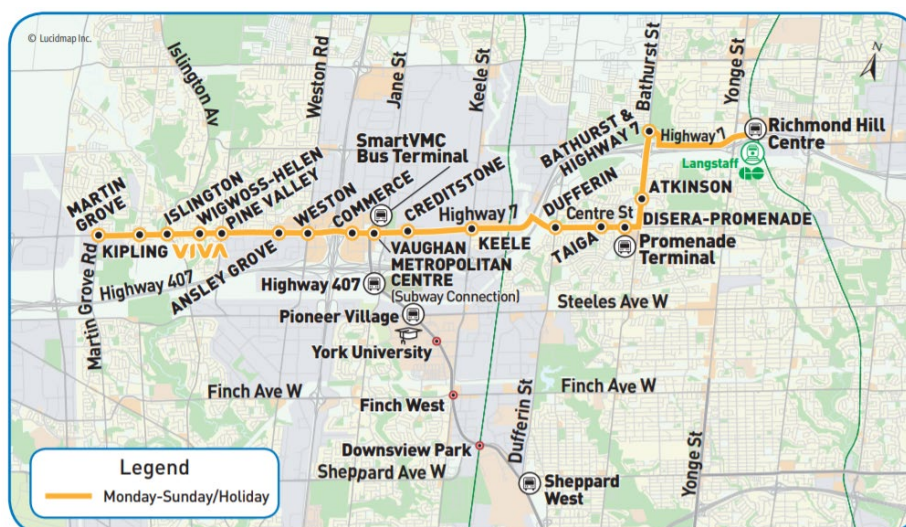 © Lucidmap Inc.
Islington Av
Weston Rd
Jane St
Keele St
Bathurst St
Yonge St
N
SmartVMC
Bus Terminal
BATHURST &
HIGHWAY 7
Highway 7
Richmond Hill
Centre
Langstaff
GO
MARTIN
GROVE
ISLINGTON
WIGWOSS-HELEN
PINE VALLEY
WESTON
COMMERCE
CREDITSTONE
Highway 7
DUFFERIN
Centre St
ATKINSON
DISERA-PROMENADE
KIPLING
VIVA
ANSLEY GROVE
VAUGHAN
METROPOLITAN
CENTRE
(Subway Connection)
KEELE
TAIGA
Promenade
Terminal
Martin Grove Rd
Highway 407
Highway 407
Steeles Ave W
Pioneer Village
York University
Finch Ave W
Finch West
Finch Ave W
Dufferin St
Yonge St
Downsview Park
Sheppard Ave W
Sheppard
West
Legend
Monday-Sunday/Holiday